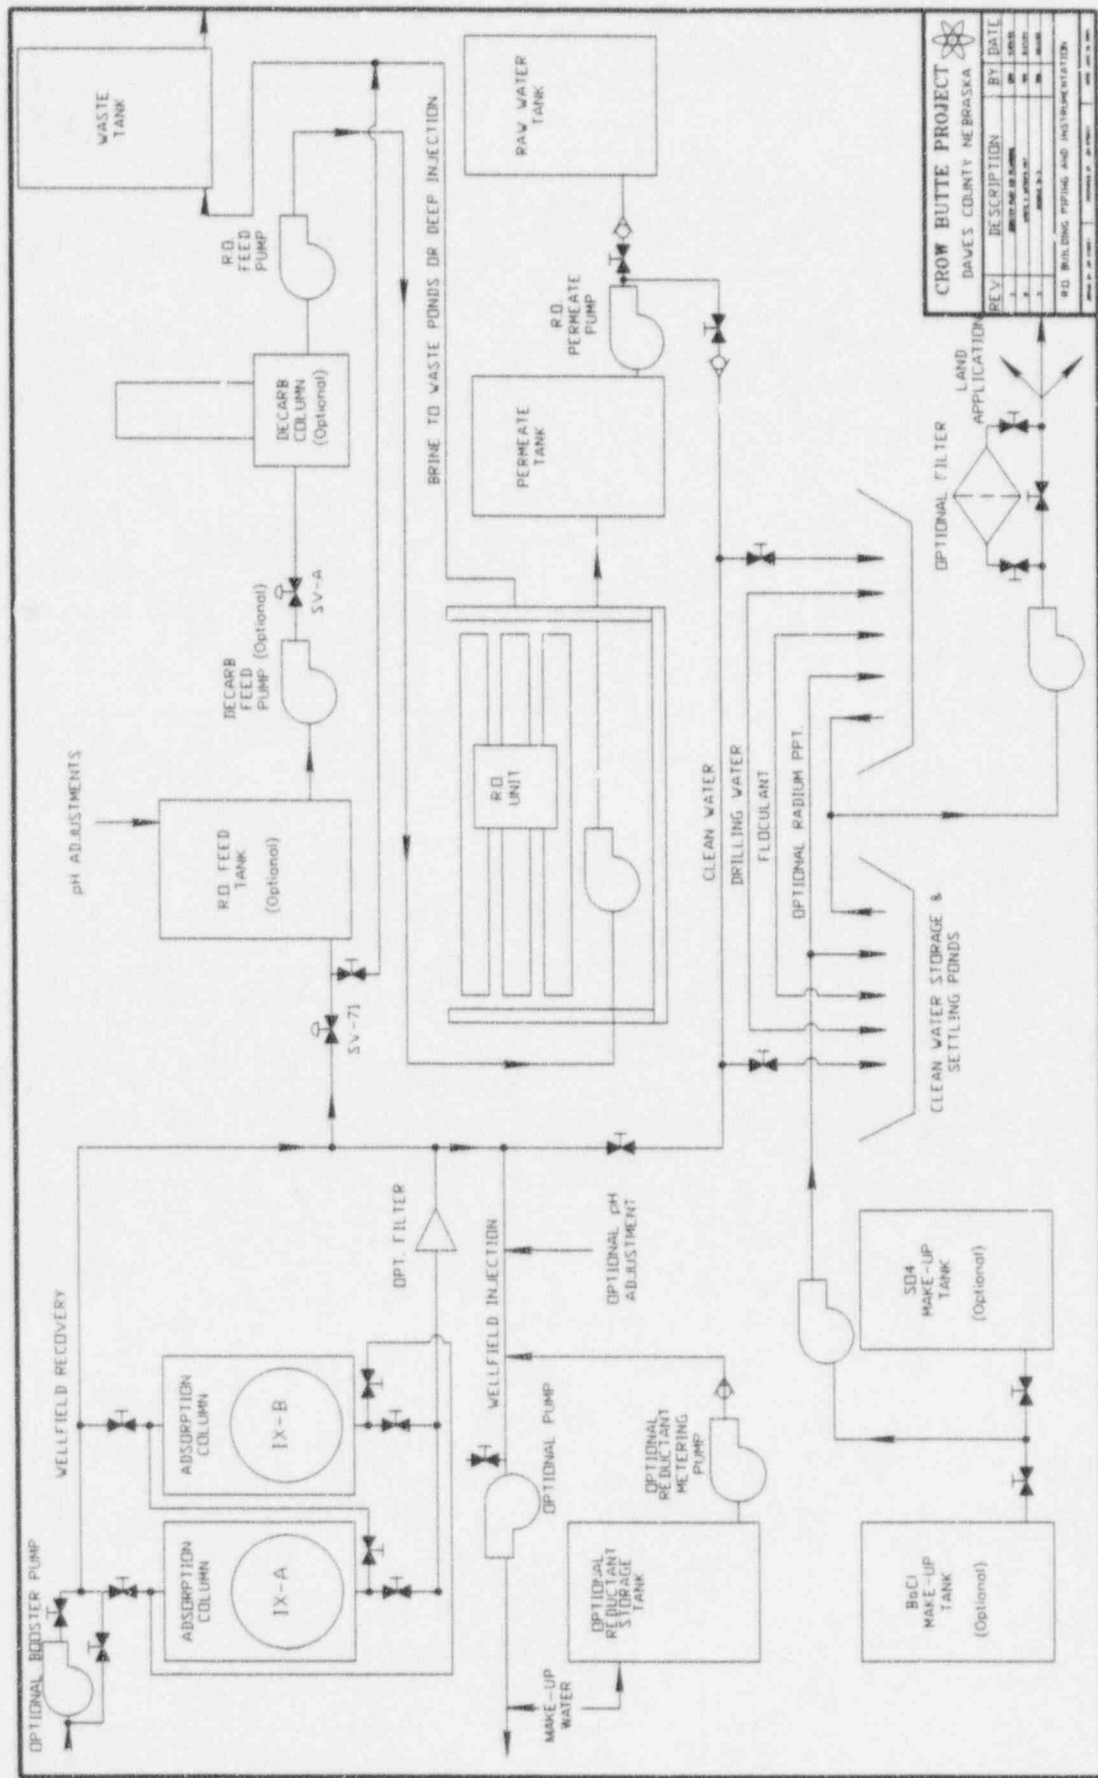 WASTE
TANK
R.O.
FEED
PUMP
DECARB
COLUMN
(Optional)
SV-A
DECARB
FEED
PUMP (Optional)
pH ADJUSTMENTS
R.O. FEED
TANK
(Optional)
SV-71
WELLFIELD RECOVERY
OPTIONAL BOOSTER PUMP
ABSORPTION
COLUMN
IX-A
ABSORPTION
COLUMN
IX-B
OPT. FILTER
BRINE TO WASTE PONDS OR DEEP INJECTION
RAW WATER
TANK
R.O.
PERMEATE
PUMP
PERMEATE
TANK
R.O.
UNIT
WELLFIELD INJECTION
OPTIONAL PUMP
OPTIONAL pH
ADJUSTMENT
MAKE-UP
WATER
OPTIONAL
REDUCTANT
STORAGE
TANK
OPTIONAL
REDUCTANT
METERING
PUMP
CLEAN WATER
DRILLING WATER
FLOCULANT
OPTIONAL RADIUM PPT.
CLEAN WATER STORAGE &
SETTLING PONDS
OPTIONAL FILTER
LAND
APPLICATION
SO4
MAKE-UP
TANK
(Optional)
BaCl
MAKE-UP
TANK
(Optional)
CROW BUTTE PROJECT
DAWES COUNTY NEBRASKA
REV. DESCRIPTION BY DATE
R.O. BUILDING PIPING AND INSTRUMENTATION